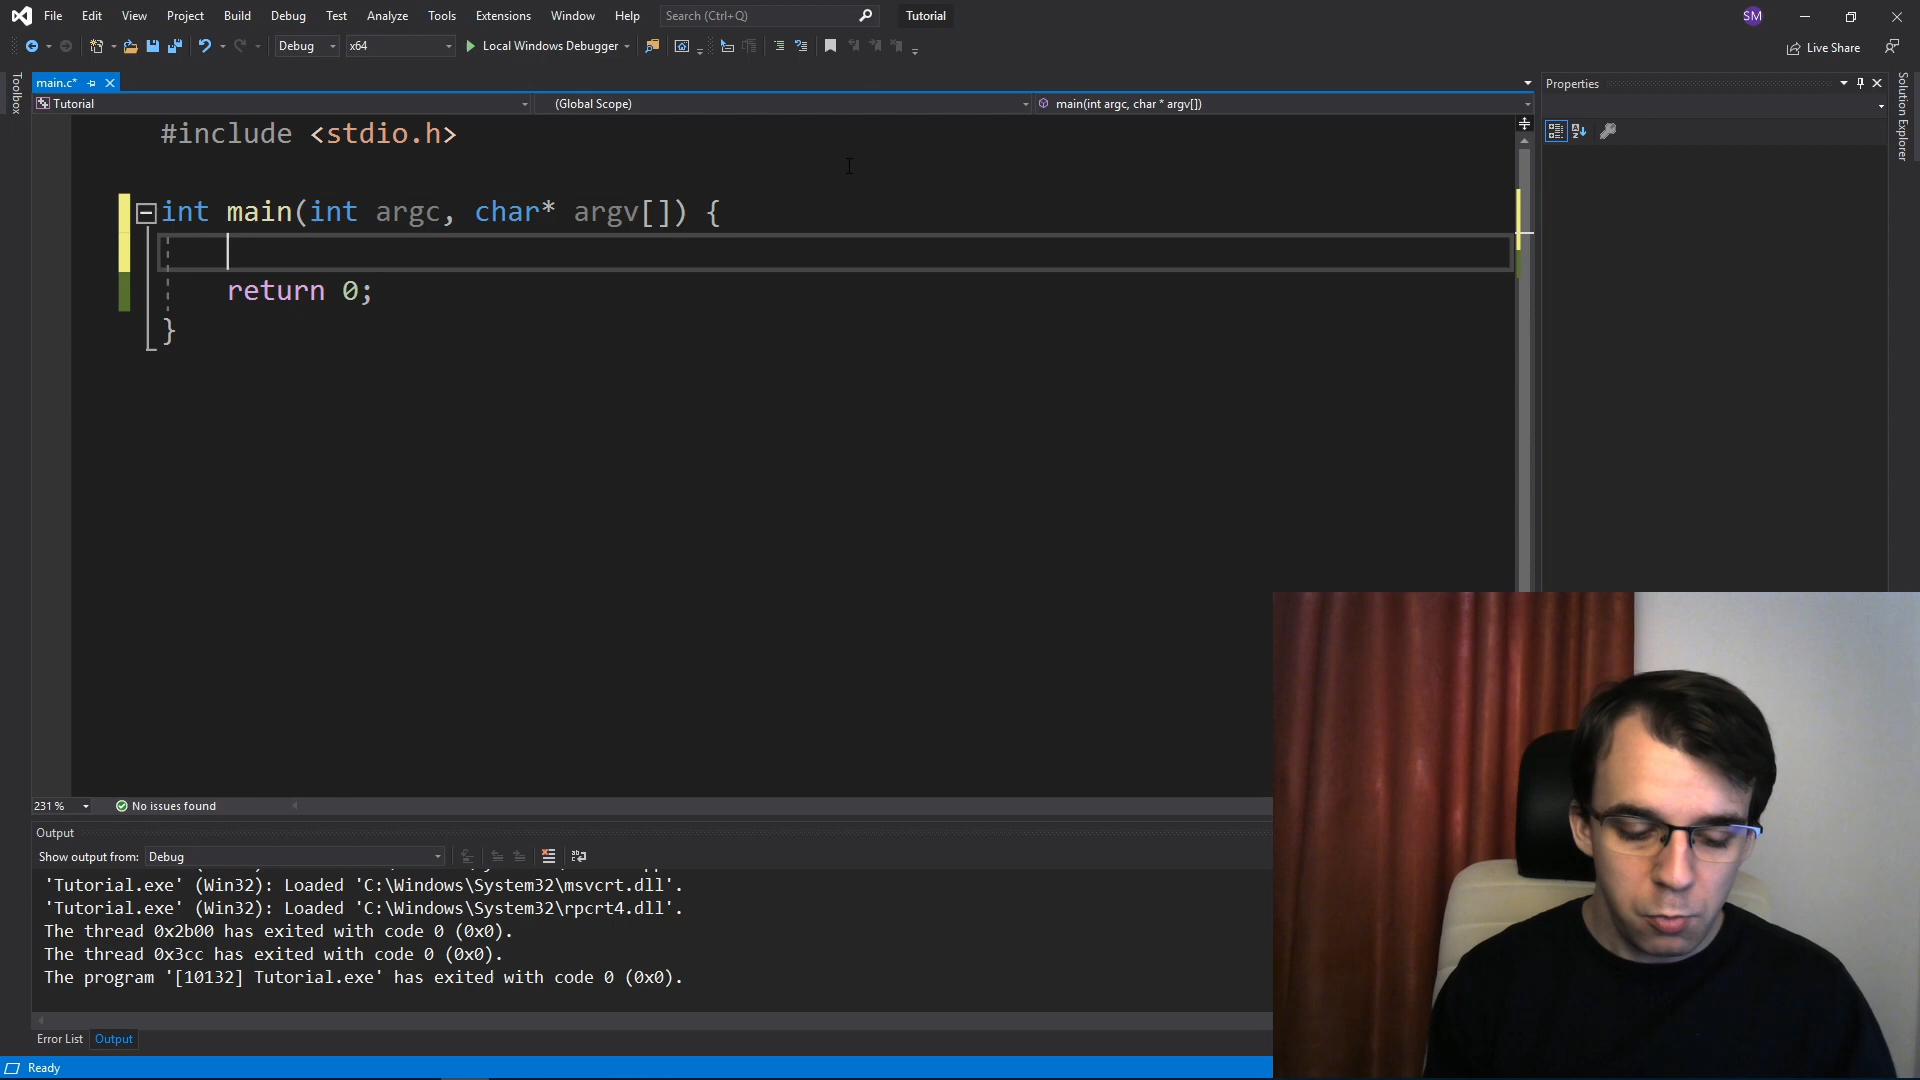 File Edit View Project Build Debug Test Analyze Tools Extensions Window Help Search (Ctrl+Q) Tutorial SM
Debug x64 Local Windows Debugger Live Share
Toolbox
main.c*
Properties
Solution Explorer
Tutorial (Global Scope) main(int argc, char * argv[])
#include <stdio.h>
int main(int argc, char* argv[]) {
return 0;
}
231 % No issues found
Output
Show output from: Debug
'Tutorial.exe' (Win32): Loaded 'C:\Windows\System32\msvcrt.dll'.
'Tutorial.exe' (Win32): Loaded 'C:\Windows\System32\rpcrt4.dll'.
The thread 0x2b00 has exited with code 0 (0x0).
The thread 0x3cc has exited with code 0 (0x0).
The program '[10132] Tutorial.exe' has exited with code 0 (0x0).
Error List Output
Ready